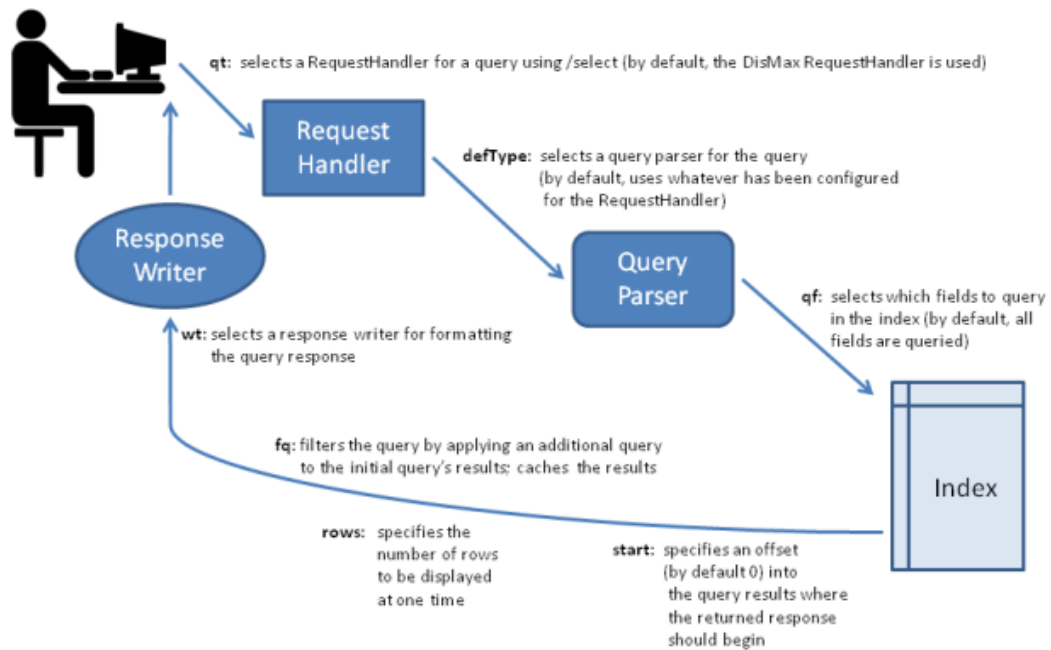 qt: selects a RequestHandler for a query using /select (by default, the DisMax RequestHandler is used)
Request
Handler
defType: selects a query parser for the query
(by default, uses whatever has been configured
for the RequestHandler)
Response
Writer
Query
Parser
qf: selects which fields to query
in the index (by default, all
fields are queried)
wt: selects a response writer for formatting
the query response
fq: filters the query by applying an additional query
to the initial query's results; caches the results
Index
rows: specifies the
number of rows
to be displayed
at one time
start: specifies an offset
(by default 0) into
the query results where
the returned response
should begin